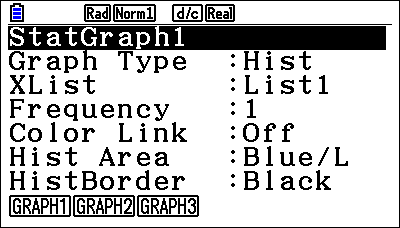 Rad Norm1 d/c Real
StatGraph1
Graph Type :Hist
XList :List1
Frequency :1
Color Link :Off
Hist Area :Blue/L
HistBorder :Black
GRAPH1 GRAPH2 GRAPH3